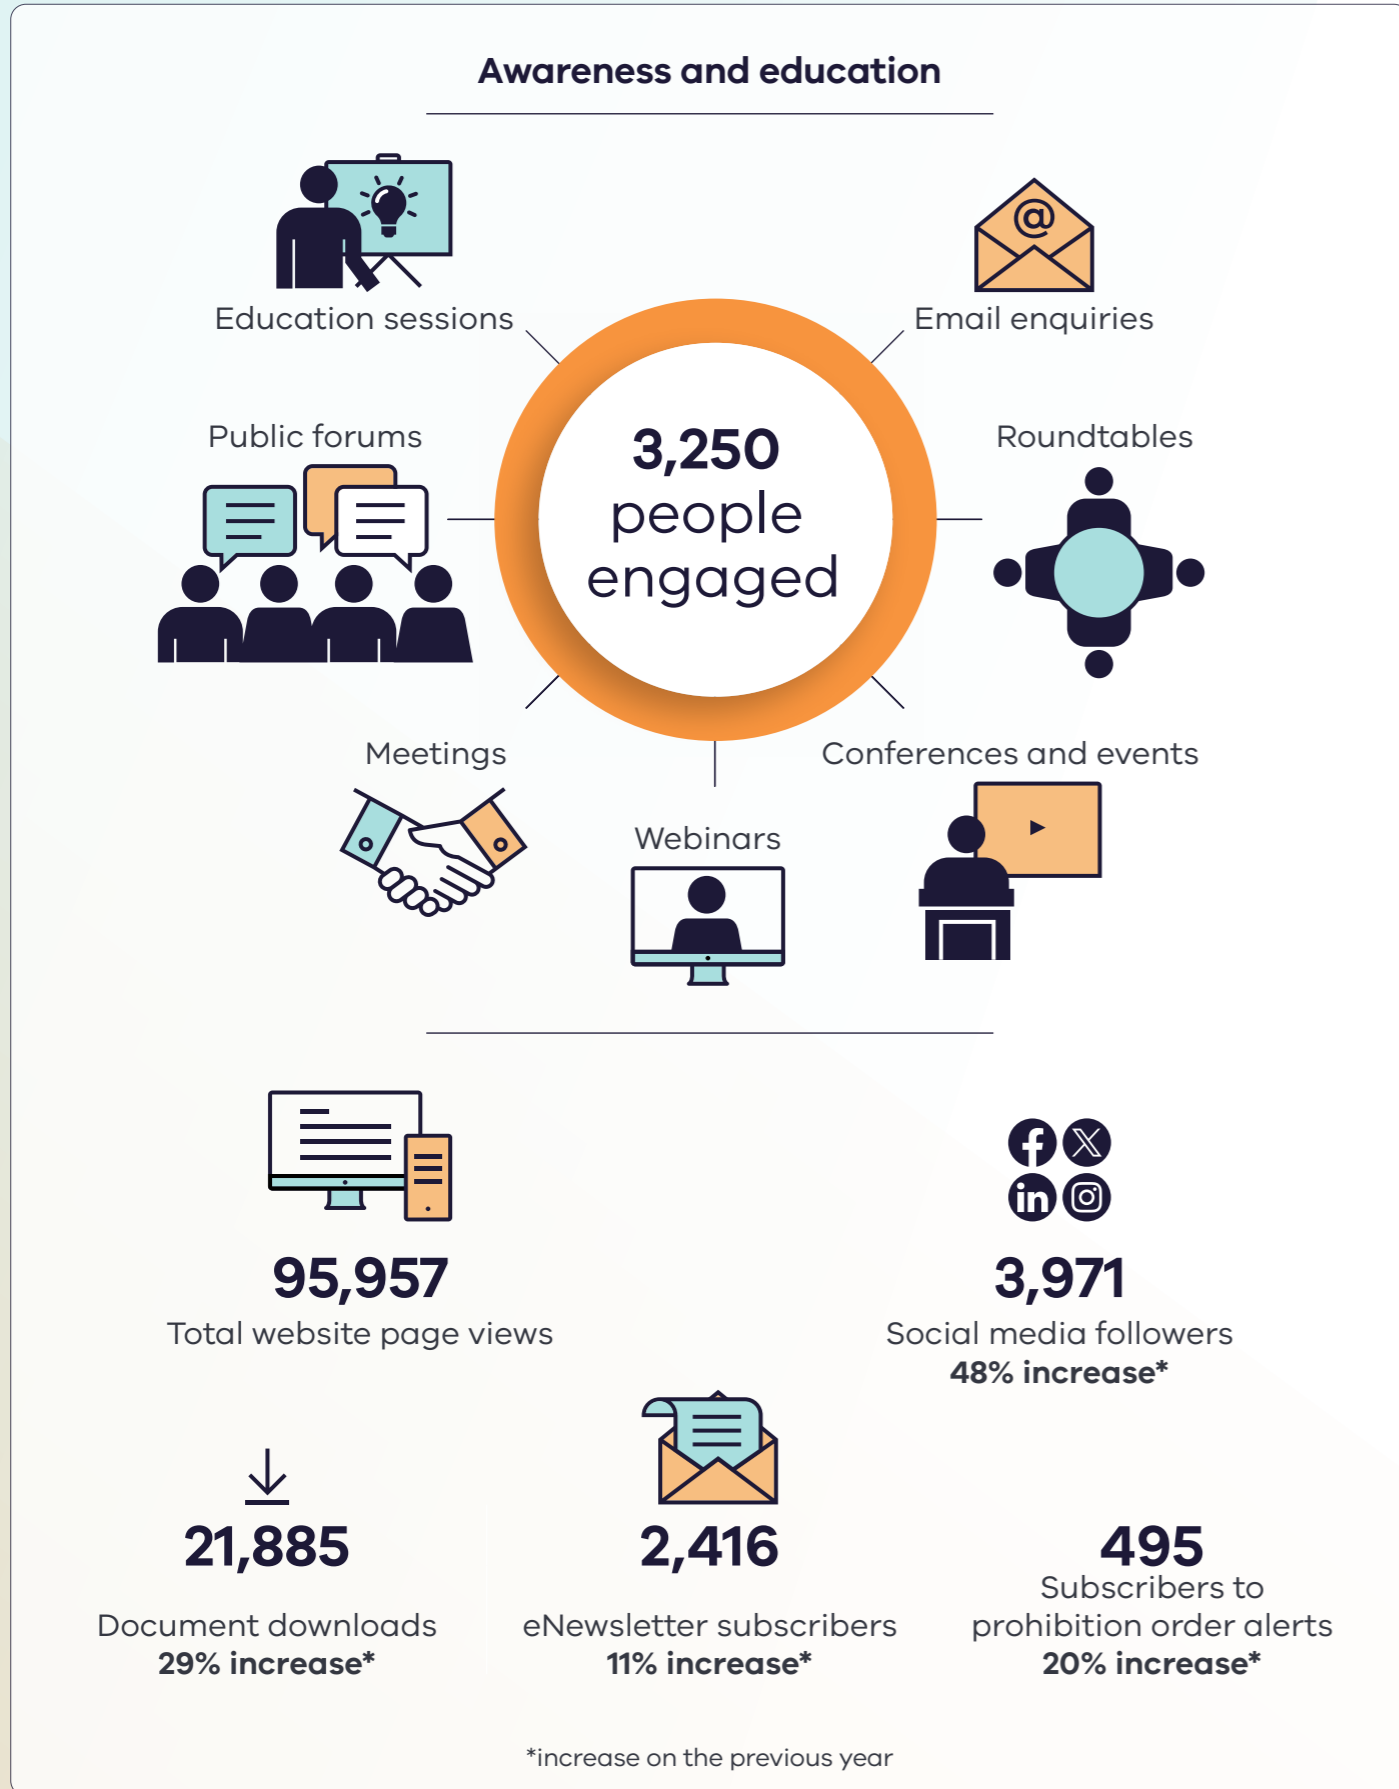 Awareness and education
Education sessions
Email enquiries
Public forums
Roundtables
3,250
people
engaged
Meetings
Conferences and events
Webinars
95,957
Total website page views
3,971
Social media followers
48% increase*
21,885
Document downloads
29% increase*
2,416
eNewsletter subscribers
11% increase*
495
Subscribers to
prohibition order alerts
20% increase*
*increase on the previous year